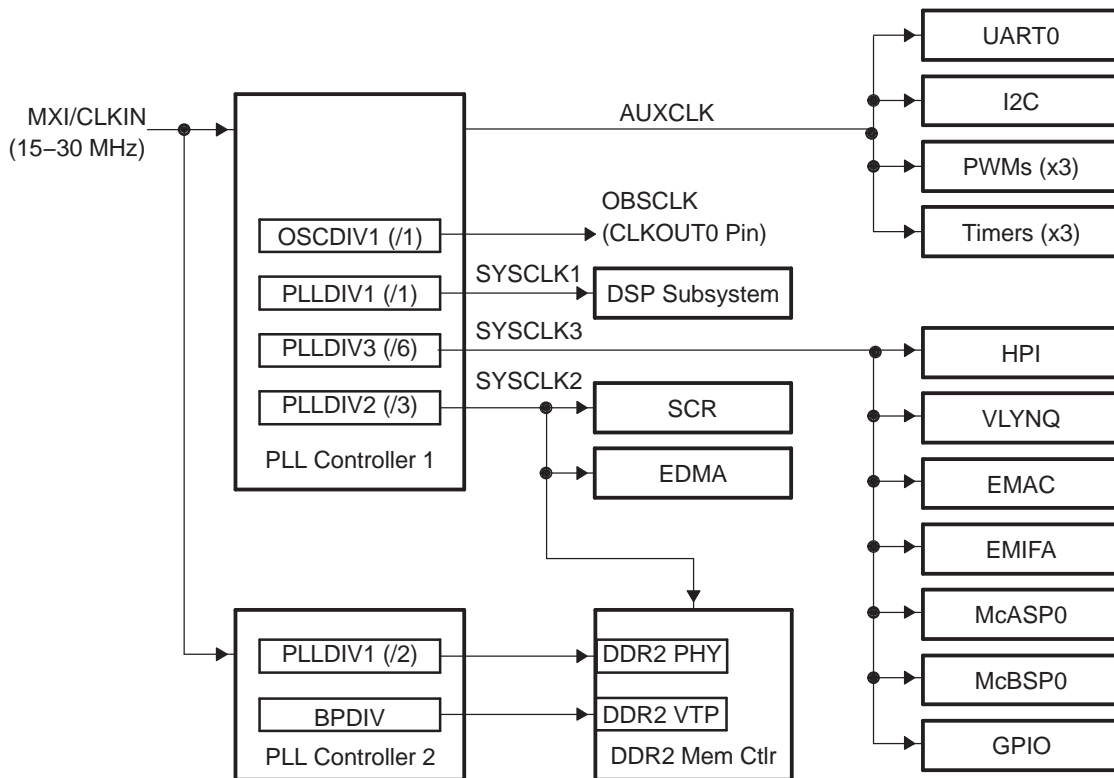 UART0
MXI/CLKIN
(15–30 MHz)
AUXCLK
I2C
PWMs (x3)
Timers (x3)
OSCDIV1 (/1)
OBSCLK
(CLKOUT0 Pin)
PLLDIV1 (/1)
SYSCLK1
DSP Subsystem
PLLDIV3 (/6)
SYSCLK3
HPI
PLLDIV2 (/3)
SYSCLK2
SCR
VLYNQ
PLL Controller 1
EDMA
EMAC
EMIFA
McASP0
PLLDIV1 (/2)
DDR2 PHY
McBSP0
BPDIV
DDR2 VTP
GPIO
PLL Controller 2
DDR2 Mem Ctlr